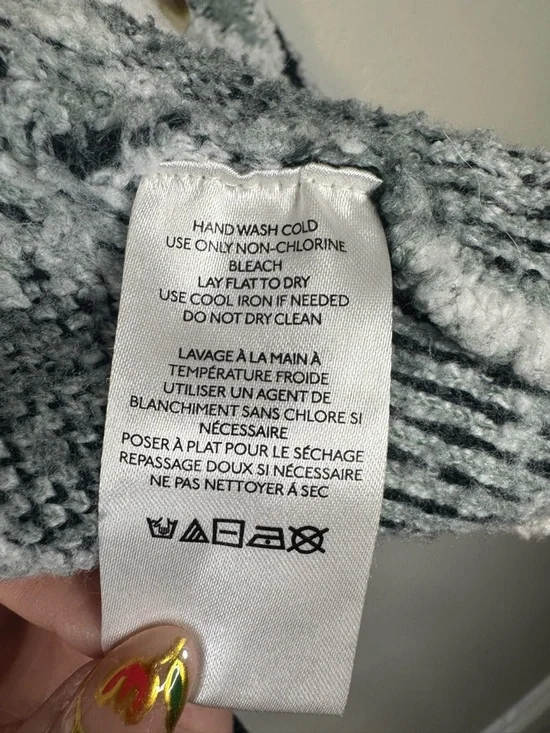 HAND WASH COLD
USE ONLY NON-CHLORINE
BLEACH
LAY FLAT TO DRY
USE COOL IRON IF NEEDED
DO NOT DRY CLEAN
LAVAGE À LA MAIN À
TEMPÉRATURE FROIDE
UTILISER UN AGENT DE
BLANCHIMENT SANS CHLORE SI
NÉCESSAIRE
POSER À PLAT POUR LE SÉCHAGE
REPASSAGE DOUX SI NÉCESSAIRE
NE PAS NETTOYER À SEC